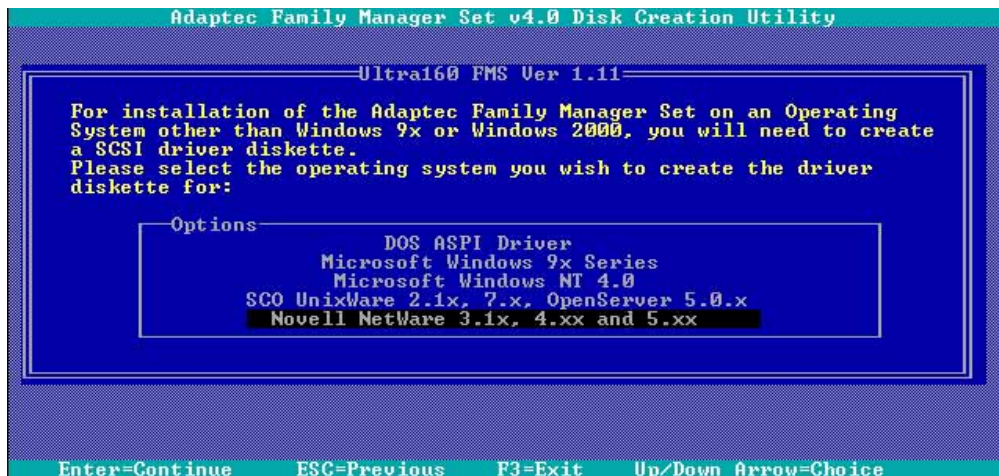 Adaptec Family Manager Set v4.0 Disk Creation Utility
Ultra160 FMS Ver 1.11
For installation of the Adaptec Family Manager Set on an Operating
System other than Windows 9x or Windows 2000, you will need to create
a SCSI driver diskette.
Please select the operating system you wish to create the driver
diskette for:
Options
DOS ASPI Driver
Microsoft Windows 9x Series
Microsoft Windows NT 4.0
SCO UnixWare 2.1x, 7.x, OpenServer 5.0.x
Novell NetWare 3.1x, 4.xx and 5.xx
Enter=Continue ESC=Previous F3=Exit Up/Down Arrow=Choice